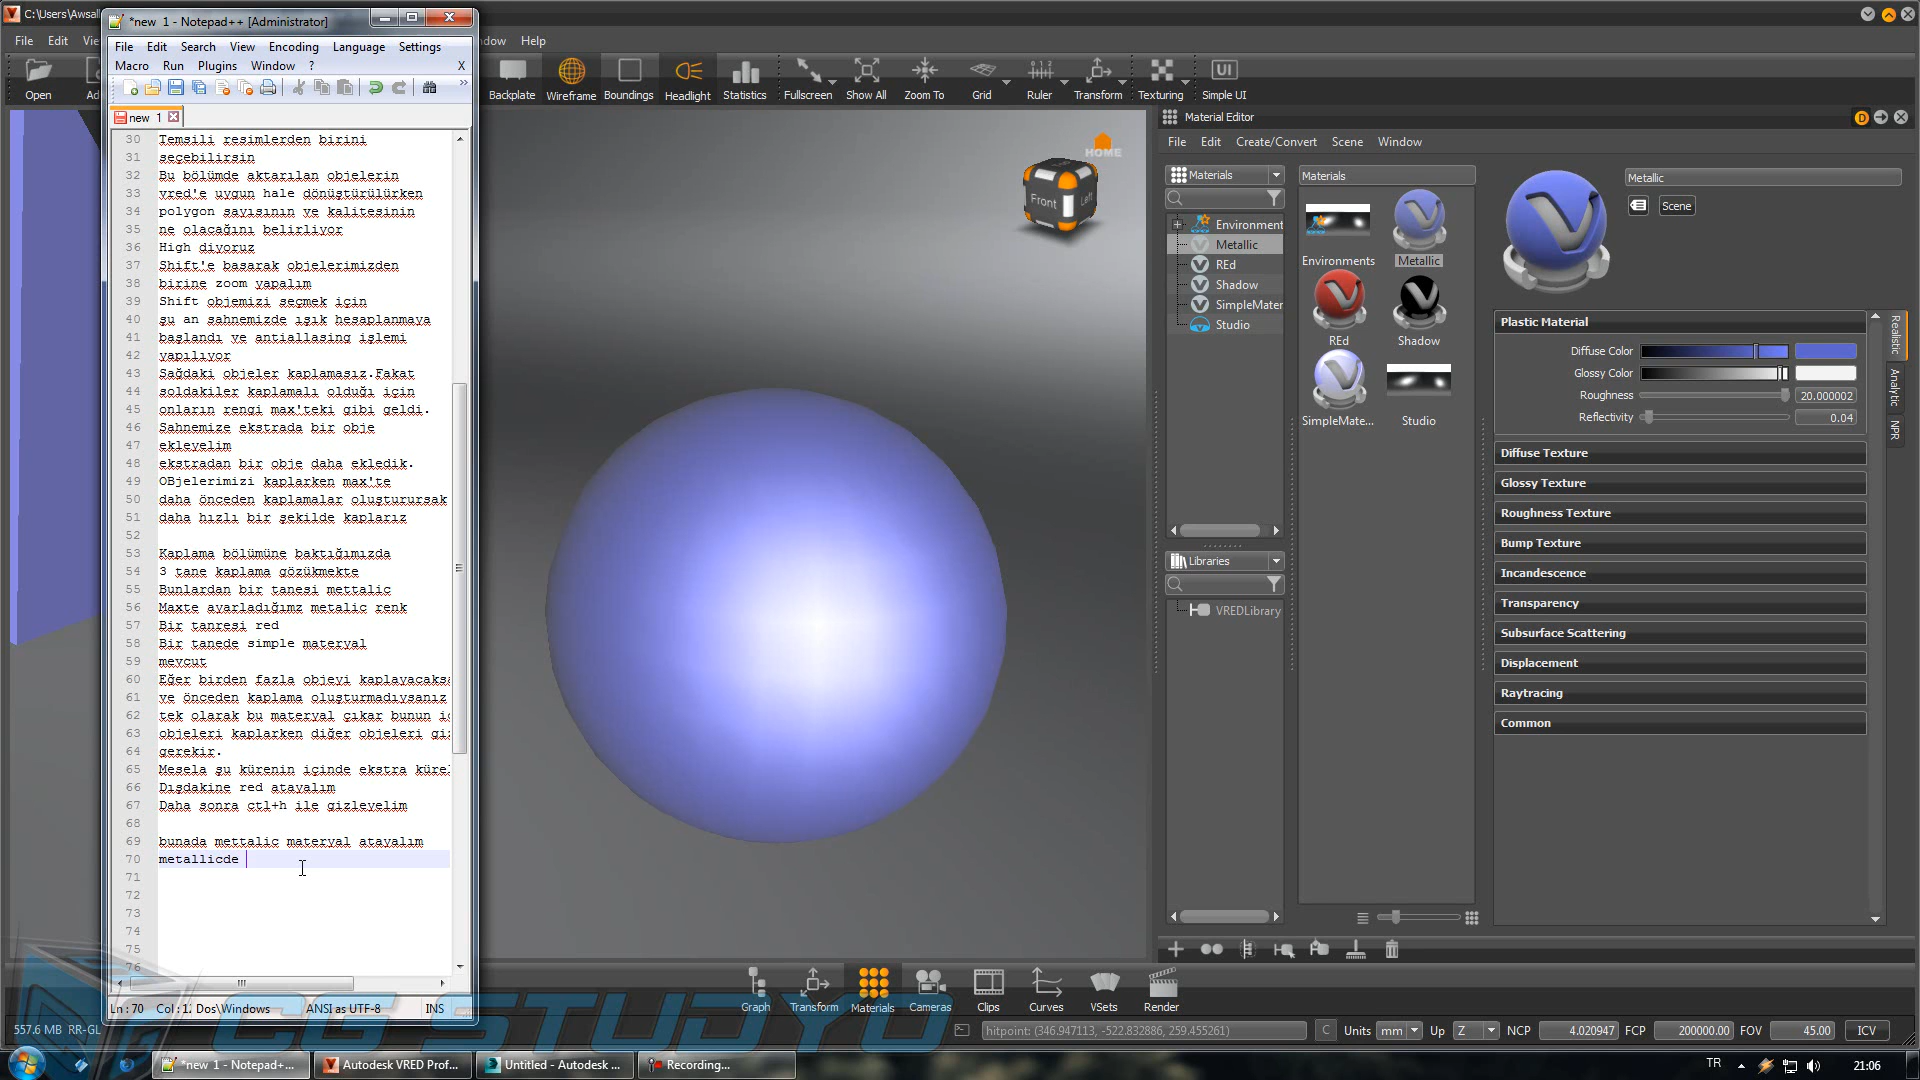 C:\Users\Awsal
*new 1 - Notepad++ [Administrator]
File Edit Vie
ndow Help
File Edit Search View Encoding Language Settings
Macro Run Plugins Window ? X
Open
Ad
Backplate Wireframe Boundings Headlight Statistics Fullscreen Show All Zoom To Grid Ruler Transform Texturing Simple UI
new 1
30 Temsili resimlerden birini
31 seçebilirsin
32 Bu bölümde aktarılan objelerin
33 vred'e uygun hale dönüştürülürken
34 polygon sayısının ve kalitesinin
35 ne olacağını belirliyor
36 High diyoruz
37 Shift'e basarak objelerimizden
38 birine zoom yapalım
39 Shift objemizi seçmek için
40 şu an sahnemizde ışık hesaplanmaya
41 başlandı ve antiallasing işlemi
42 yapılıyor
43 Sağdaki objeler kaplamasız.Fakat
44 soldakiler kaplamalı olduğı için
45 onların rengi max'teki gibi geldi.
46 Sahnemize ekstrada bir obje
47 ekleyelim
48 ekstradan bir obje daha ekledik.
49 OBjelerimizi kaplarken max'te
50 daha önceden kaplamalar oluşturursak
51 daha hızlı bir şekilde kaplarız
52
53 Kaplama bölümüne baktığımızda
54 3 tane kaplama gözükmekte
55 Bunlardan bir tanesi mettalic
56 Maxte ayarladığımz metalic renk
57 Bir tanresi red
58 Bir tanede simple materyal
59 mevcut
60 Eğer birden fazla objeyi kaplayacaksa
61 ve önceden kaplama oluşturmadıysanız
62 tek olarak bu materyal çıkar bunun iç
63 objeleri kaplarken diğer objeleri giz
64 gerekir.
65 Mesela şu kürenin içinde ekstra kürel
66 Dışdakine red atayalım
67 Daha sonra ctl+h ile gizleyelim
68
69 bunada mettalic materyal atayalım
70 metallicde
71
72
73
74
75
76
Ln:70 Col:12 Dos\Windows ANSI as UTF-8 INS
HOME
Front Left
Material Editor
D
File Edit Create/Convert Scene Window
Materials
Environment
Metallic
REd
Shadow
SimpleMater
Studio
Libraries
VREDLibrary
Materials
Environments Metallic
REd Shadow
SimpleMate... Studio
Metallic
Scene
Plastic Material
Diffuse Color
Glossy Color
Roughness 20.000002
Reflectivity 0.04
Diffuse Texture
Glossy Texture
Roughness Texture
Bump Texture
Incandescence
Transparency
Subsurface Scattering
Displacement
Raytracing
Common
Realistic
Analytic
NPR
Graph Transform Materials Cameras Clips Curves VSets Render
CG STUDYO
557.6 MB RR-GL
hitpoint: (346.947113, -522.832886, 259.455261) C Units mm Up Z NCP 4.020947 FCP 200000.00 FOV 45.00 ICV
*new 1 - Notepad+... Autodesk VRED Prof... Untitled - Autodesk ... Recording...
TR 21:06